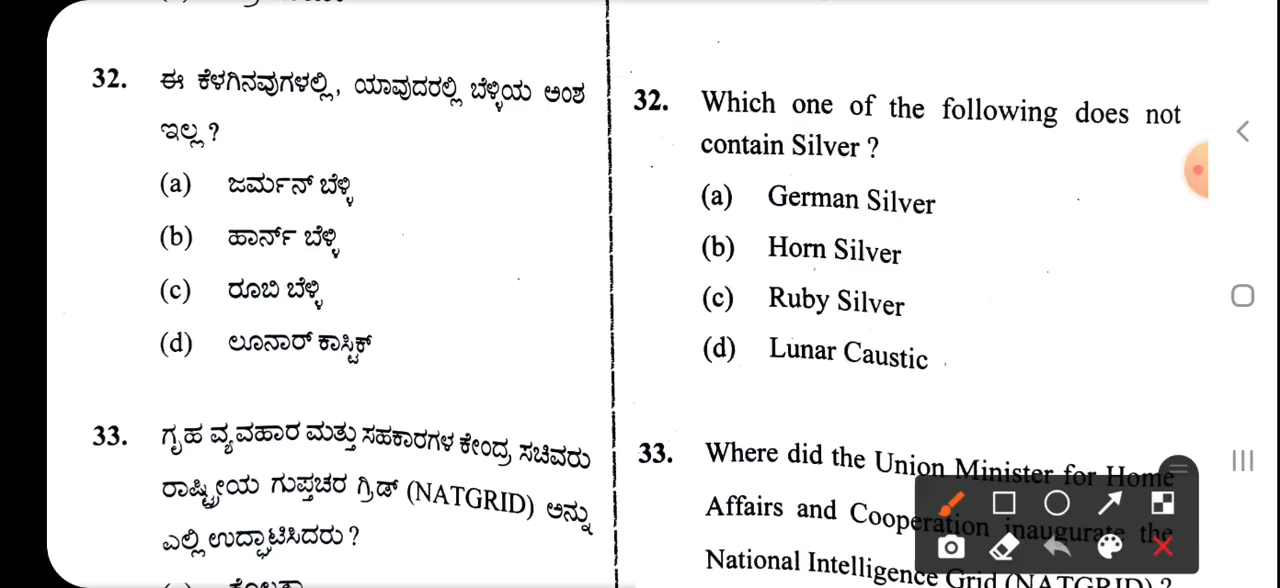 32. ಈ ಕೆಳಗಿನವುಗಳಲ್ಲಿ, ಯಾವುದರಲ್ಲಿ ಬೆಳ್ಳಿಯ ಅಂಶ
ಇಲ್ಲ ?
(a) ಜರ್ಮನ್ ಬೆಳ್ಳಿ
(b) ಹಾರ್ನ್ ಬೆಳ್ಳಿ
(c) ರೂಬಿ ಬೆಳ್ಳಿ
(d) ಲೂನಾರ್ ಕಾಸ್ಟಿಕ್
33. ಗೃಹ ವ್ಯವಹಾರ ಮತ್ತು ಸಹಕಾರಗಳ ಕೇಂದ್ರ ಸಚಿವರು
ರಾಷ್ಟ್ರೀಯ ಗುಪ್ತಚರ ಗ್ರಿಡ್ (NATGRID) ಅನ್ನು
ಎಲ್ಲಿ ಉದ್ಘಾಟಿಸಿದರು ?
32. Which one of the following does not
contain Silver ?
(a) German Silver
(b) Horn Silver
(c) Ruby Silver
(d) Lunar Caustic
33. Where did the Union Minister for Home
Affairs and Cooperation inaugurate the
National Intelligence Grid (NATGRID) ?